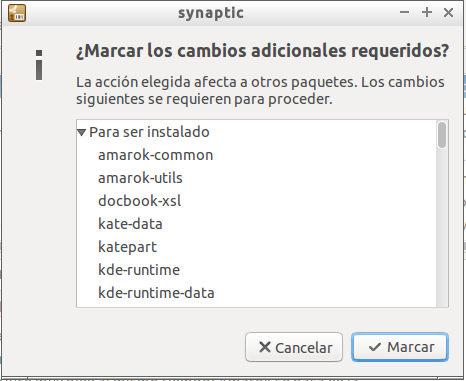 synaptic
¿Marcar los cambios adicionales requeridos?
La acción elegida afecta a otros paquetes. Los cambios
siguientes se requieren para proceder.
Para ser instalado
amarok-common
amarok-utils
docbook-xsl
kate-data
katepart
kde-runtime
kde-runtime-data
Cancelar
Marcar